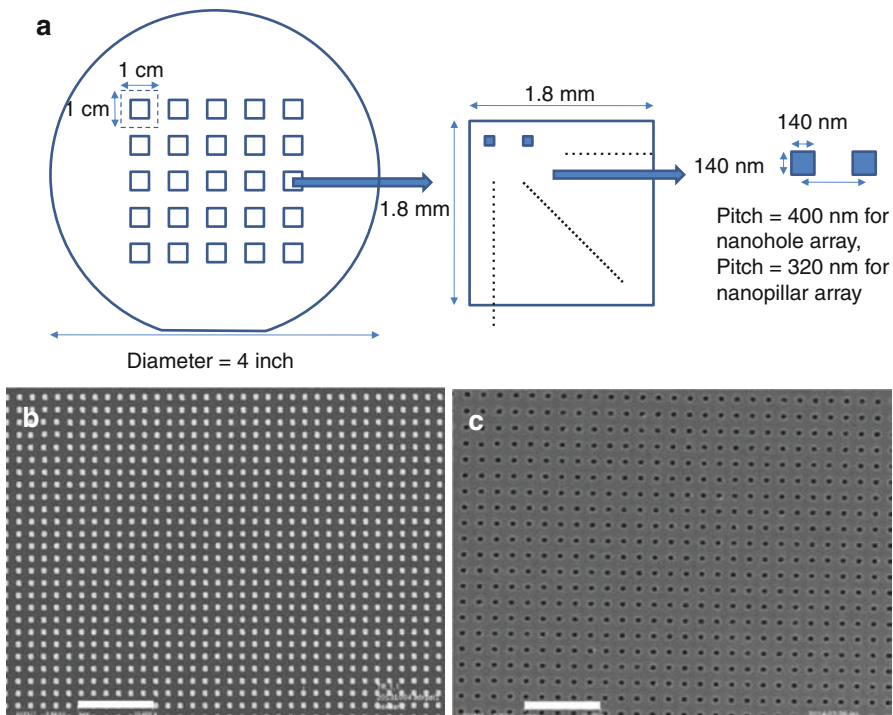 a
1 cm
1 cm
1.8 mm
1.8 mm
140 nm
140 nm
Pitch = 400 nm for
nanohole array,
Pitch = 320 nm for
nanopillar array
Diameter = 4 inch
b
c